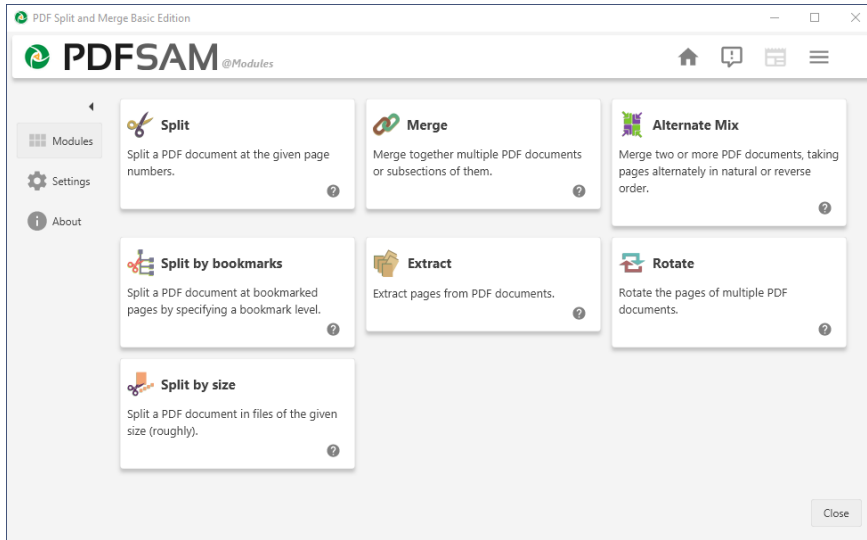 PDF Split and Merge Basic Edition
PDFSAM @Modules
Modules
Settings
About
Split
Split a PDF document at the given page
numbers.
Merge
Merge together multiple PDF documents
or subsections of them.
Alternate Mix
Merge two or more PDF documents, taking
pages alternately in natural or reverse
order.
Split by bookmarks
Split a PDF document at bookmarked
pages by specifying a bookmark level.
Extract
Extract pages from PDF documents.
Rotate
Rotate the pages of multiple PDF
documents.
Split by size
Split a PDF document in files of the given
size (roughly).
Close